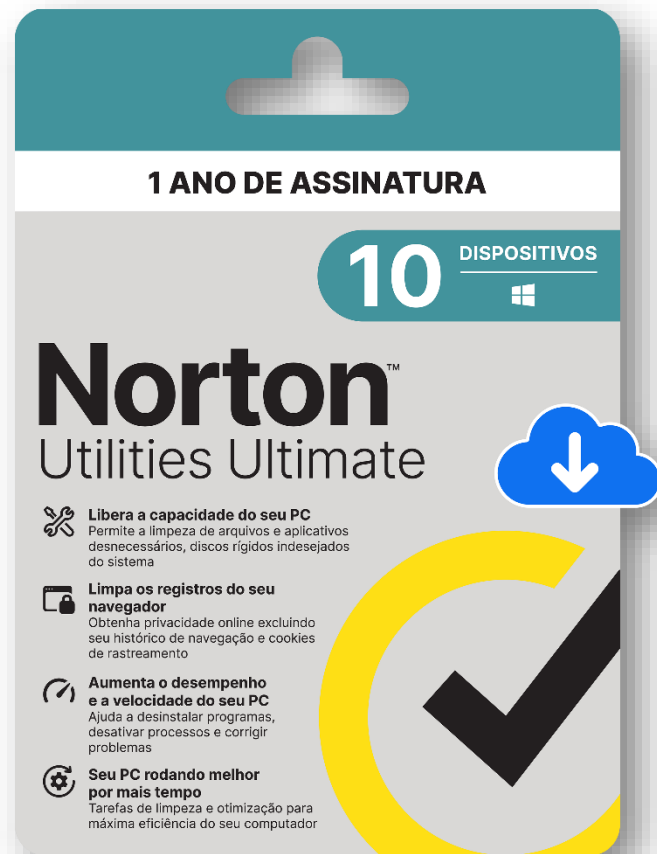 1 ANO DE ASSINATURA
10
DISPOSITIVOS
Norton™
Utilities Ultimate
Libera a capacidade do seu PC
Permite a limpeza de arquivos e aplicativos
desnecessários, discos rígidos indesejados
do sistema
Limpa os registros do seu
navegador
Obtenha privacidade online excluindo
seu histórico de navegação e cookies
de rastreamento
Aumenta o desempenho
e a velocidade do seu PC
Ajuda a desinstalar programas,
desativar processos e corrigir
problemas
Seu PC rodando melhor
por mais tempo
Tarefas de limpeza e otimização para
máxima eficiência do seu computador